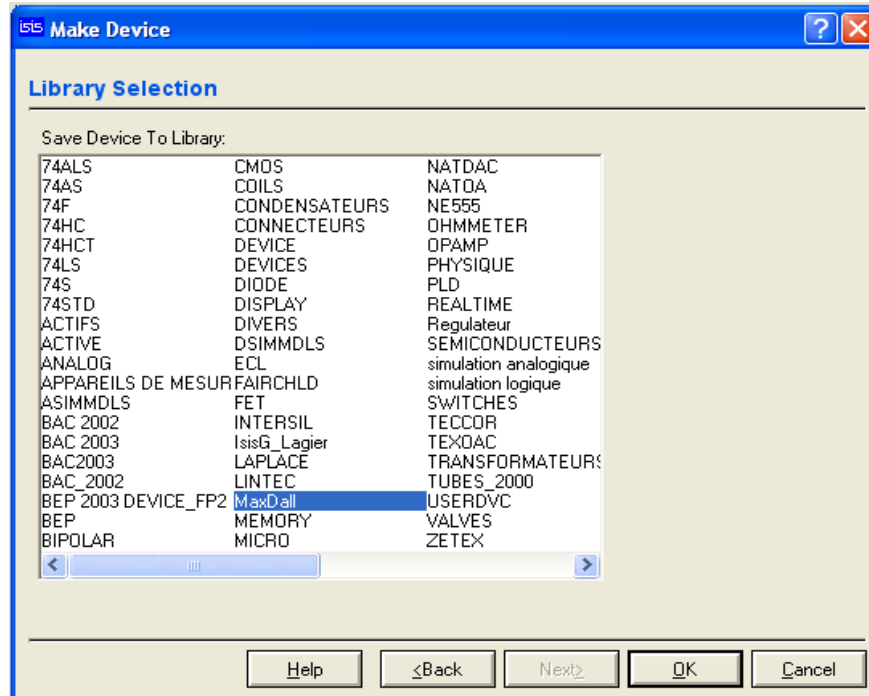 isis Make Device
Library Selection
Save Device To Library:
74ALS CMOS NATDAC
74AS COILS NATOA
74F CONDENSATEURS NE555
74HC CONNECTEURS OHMMETER
74HCT DEVICE OPAMP
74LS DEVICES PHYSIQUE
74S DIODE PLD
74STD DISPLAY REALTIME
ACTIFS DIVERS Regulateur
ACTIVE DSIMMDLS SEMICONDUCTEURS
ANALOG ECL simulation analogique
APPAREILS DE MESUR FAIRCHLD simulation logique
ASIMMDLS FET SWITCHES
BAC 2002 INTERSIL TECCOR
BAC 2003 IsisG_Lagier TEXOAC
BAC2003 LAPLACE TRANSFORMATEURS
BAC_2002 LINTEC TUBES_2000
BEP 2003 DEVICE_FP2 MaxDall USERDVC
BEP MEMORY VALVES
BIPOLAR MICRO ZETEX
Help <Back Next> OK Cancel